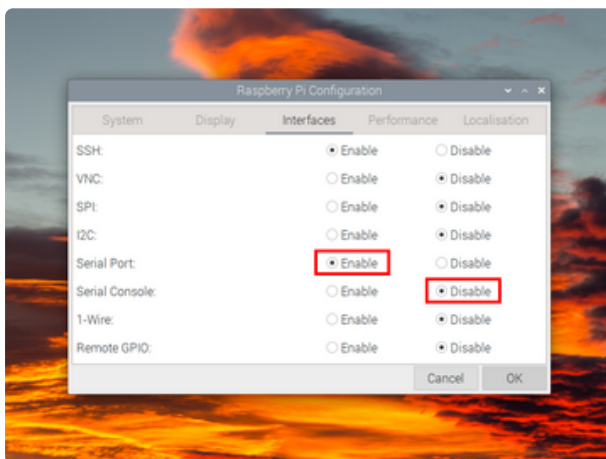 Raspberry Pi Configuration
System Display Interfaces Performance Localisation
SSH: Enable Disable
VNC: Enable Disable
SPI: Enable Disable
I2C: Enable Disable
Serial Port: Enable Disable
Serial Console: Enable Disable
1-Wire: Enable Disable
Remote GPIO: Enable Disable
Cancel OK